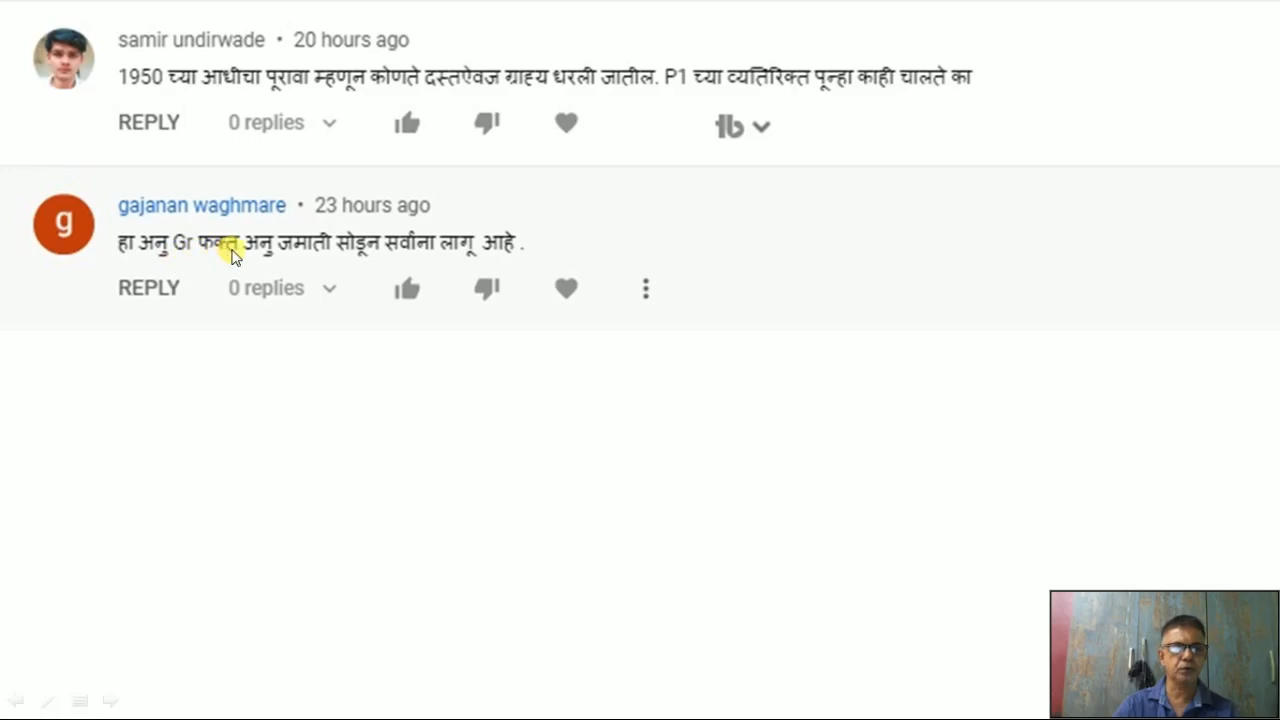 samir undirwade • 20 hours ago
1950 च्या आधीचा पूरावा म्हणून कोणते दस्तऐवज ग्राह्य धरली जातील. P1 च्या व्यतिरिक्त पून्हा काही चालते का
REPLY 0 replies
gajanan waghmare • 23 hours ago
g
हा अनु Gr फक्त अनु जमाती सोडून सर्वांना लागू आहे .
REPLY 0 replies